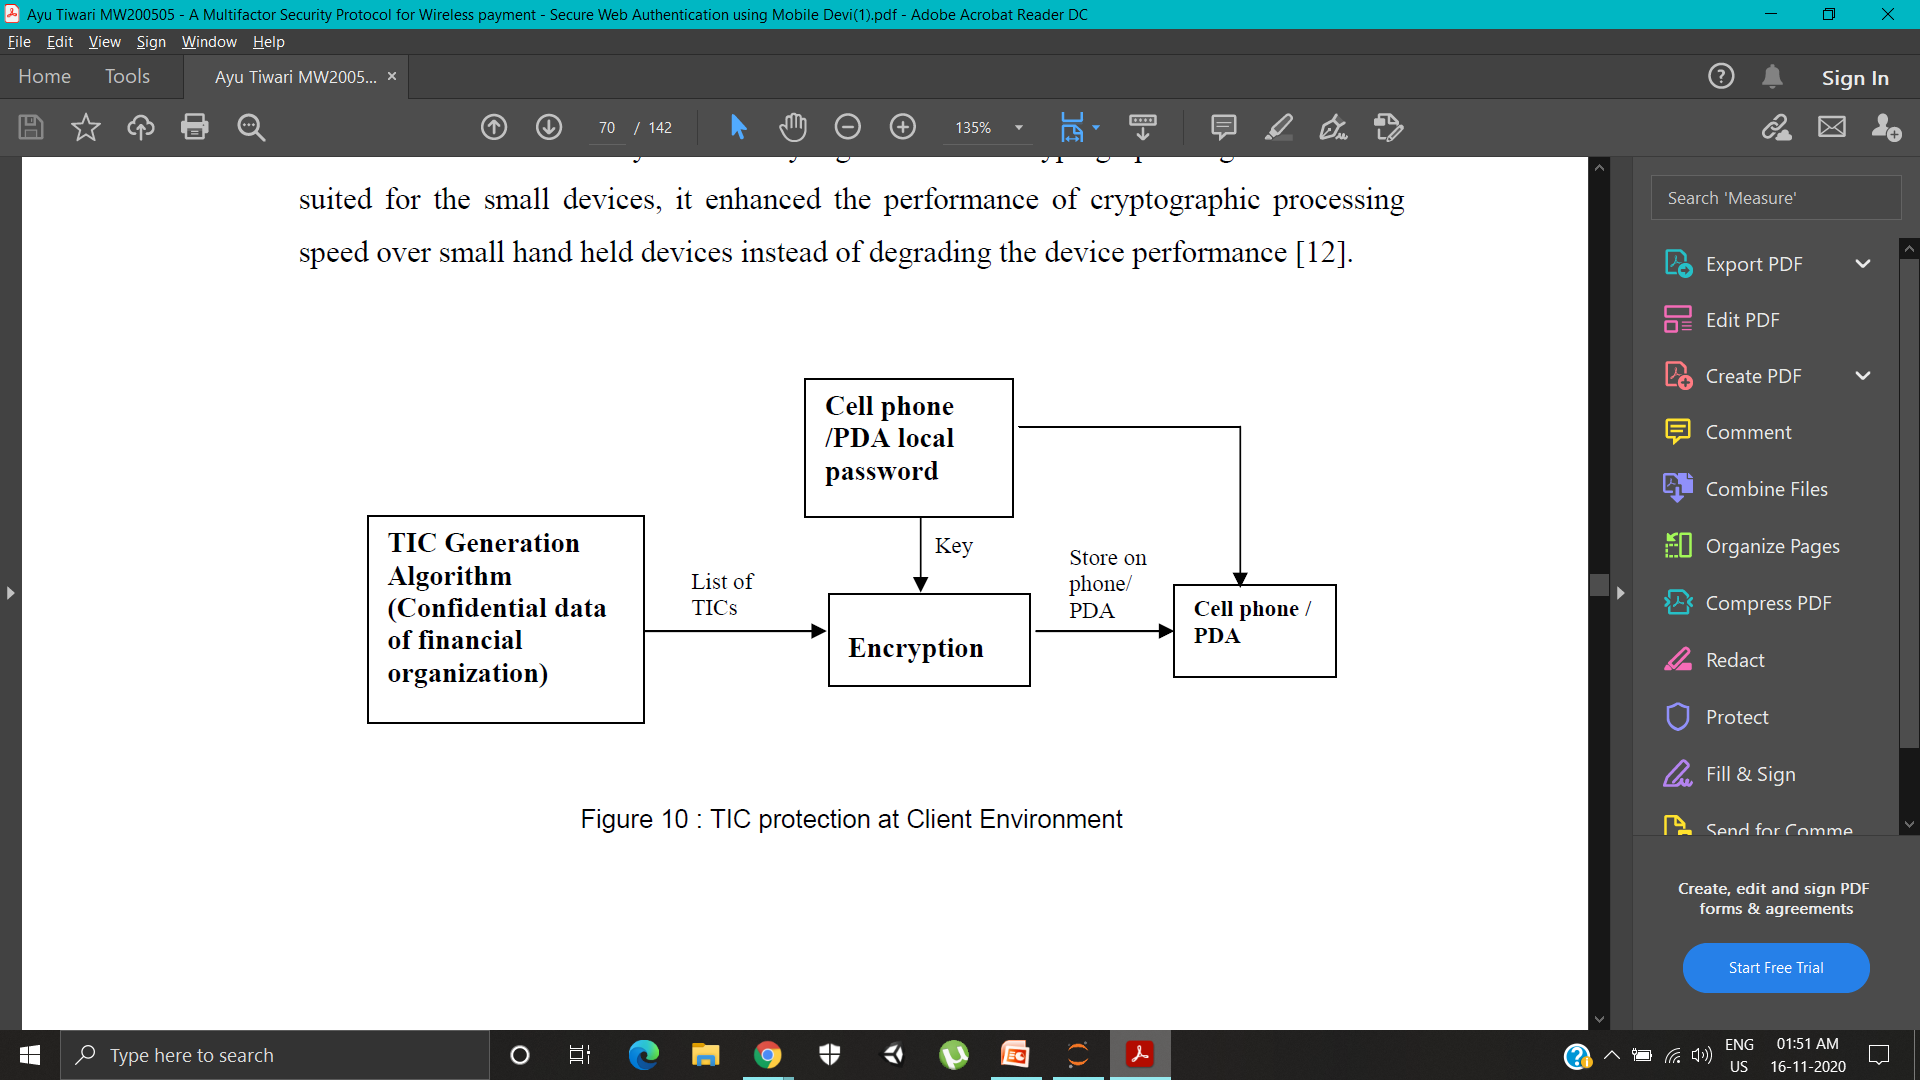 Ayu Tiwari MW200505 - A Multifactor Security Protocol for Wireless payment - Secure Web Authentication using Mobile Devi(1).pdf - Adobe Acrobat Reader DC
File Edit View Sign Window Help
Home Tools Ayu Tiwari MW2005... × Sign In
70 / 142 135%
suited for the small devices, it enhanced the performance of cryptographic processing
speed over small hand held devices instead of degrading the device performance [12].
Cell phone
/PDA local
password
TIC Generation
Algorithm
(Confidential data
of financial
organization)
List of
TICs
Key
Encryption
Store on
phone/
PDA
Cell phone /
PDA
Figure 10 : TIC protection at Client Environment
Search 'Measure'
Export PDF
Edit PDF
Create PDF
Comment
Combine Files
Organize Pages
Compress PDF
Redact
Protect
Fill & Sign
Send for Comme
Create, edit and sign PDF
forms & agreements
Start Free Trial
Type here to search
ENG
US
01:51 AM
16-11-2020